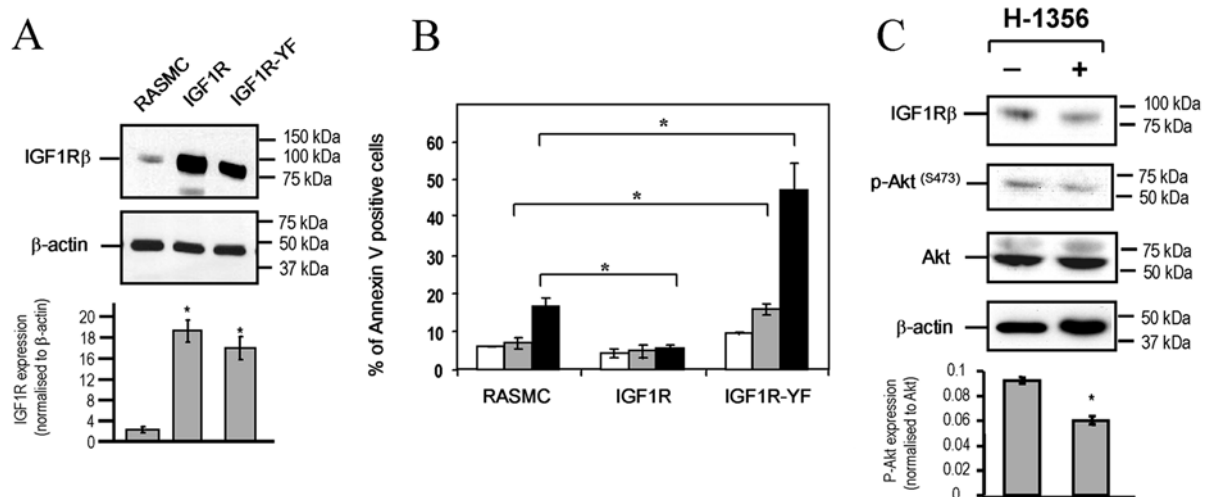 A
RASMC
IGF1R
IGF1R-YF
IGF1Rβ
150 kDa
100 kDa
75 kDa
β-actin
75 kDa
50 kDa
37 kDa
IGF1R expression
(normalised to β-actin)
20
18
16
12
8
4
0
*
*
B
% of Annexin V positive cells
60
50
40
30
20
10
0
*
*
*
RASMC
IGF1R
IGF1R-YF
C
H-1356
– +
IGF1Rβ
100 kDa
75 kDa
p-Akt (S473)
75 kDa
50 kDa
Akt
75 kDa
50 kDa
β-actin
50 kDa
37 kDa
P-Akt expression
(normalised to Akt)
0.1
0.08
0.06
0.04
0.02
0
*